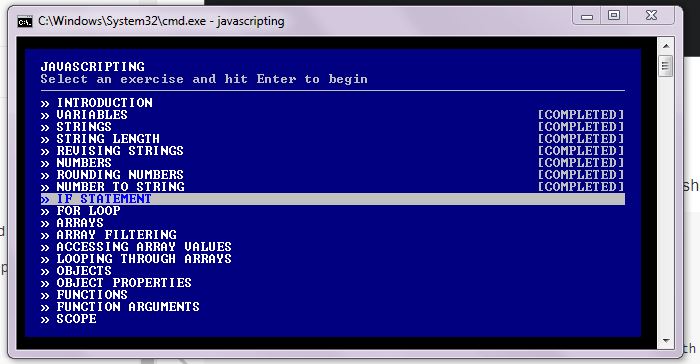 C:\Windows\System32\cmd.exe - javascripting
JAVASCRIPTING
Select an exercise and hit Enter to begin
» INTRODUCTION
» VARIABLES [COMPLETED]
» STRINGS [COMPLETED]
» STRING LENGTH [COMPLETED]
» REVISING STRINGS [COMPLETED]
» NUMBERS [COMPLETED]
» ROUNDING NUMBERS [COMPLETED]
» NUMBER TO STRING [COMPLETED]
» IF STATEMENT
» FOR LOOP
» ARRAYS
» ARRAY FILTERING
» ACCESSING ARRAY VALUES
» LOOPING THROUGH ARRAYS
» OBJECTS
» OBJECT PROPERTIES
» FUNCTIONS
» FUNCTION ARGUMENTS
» SCOPE